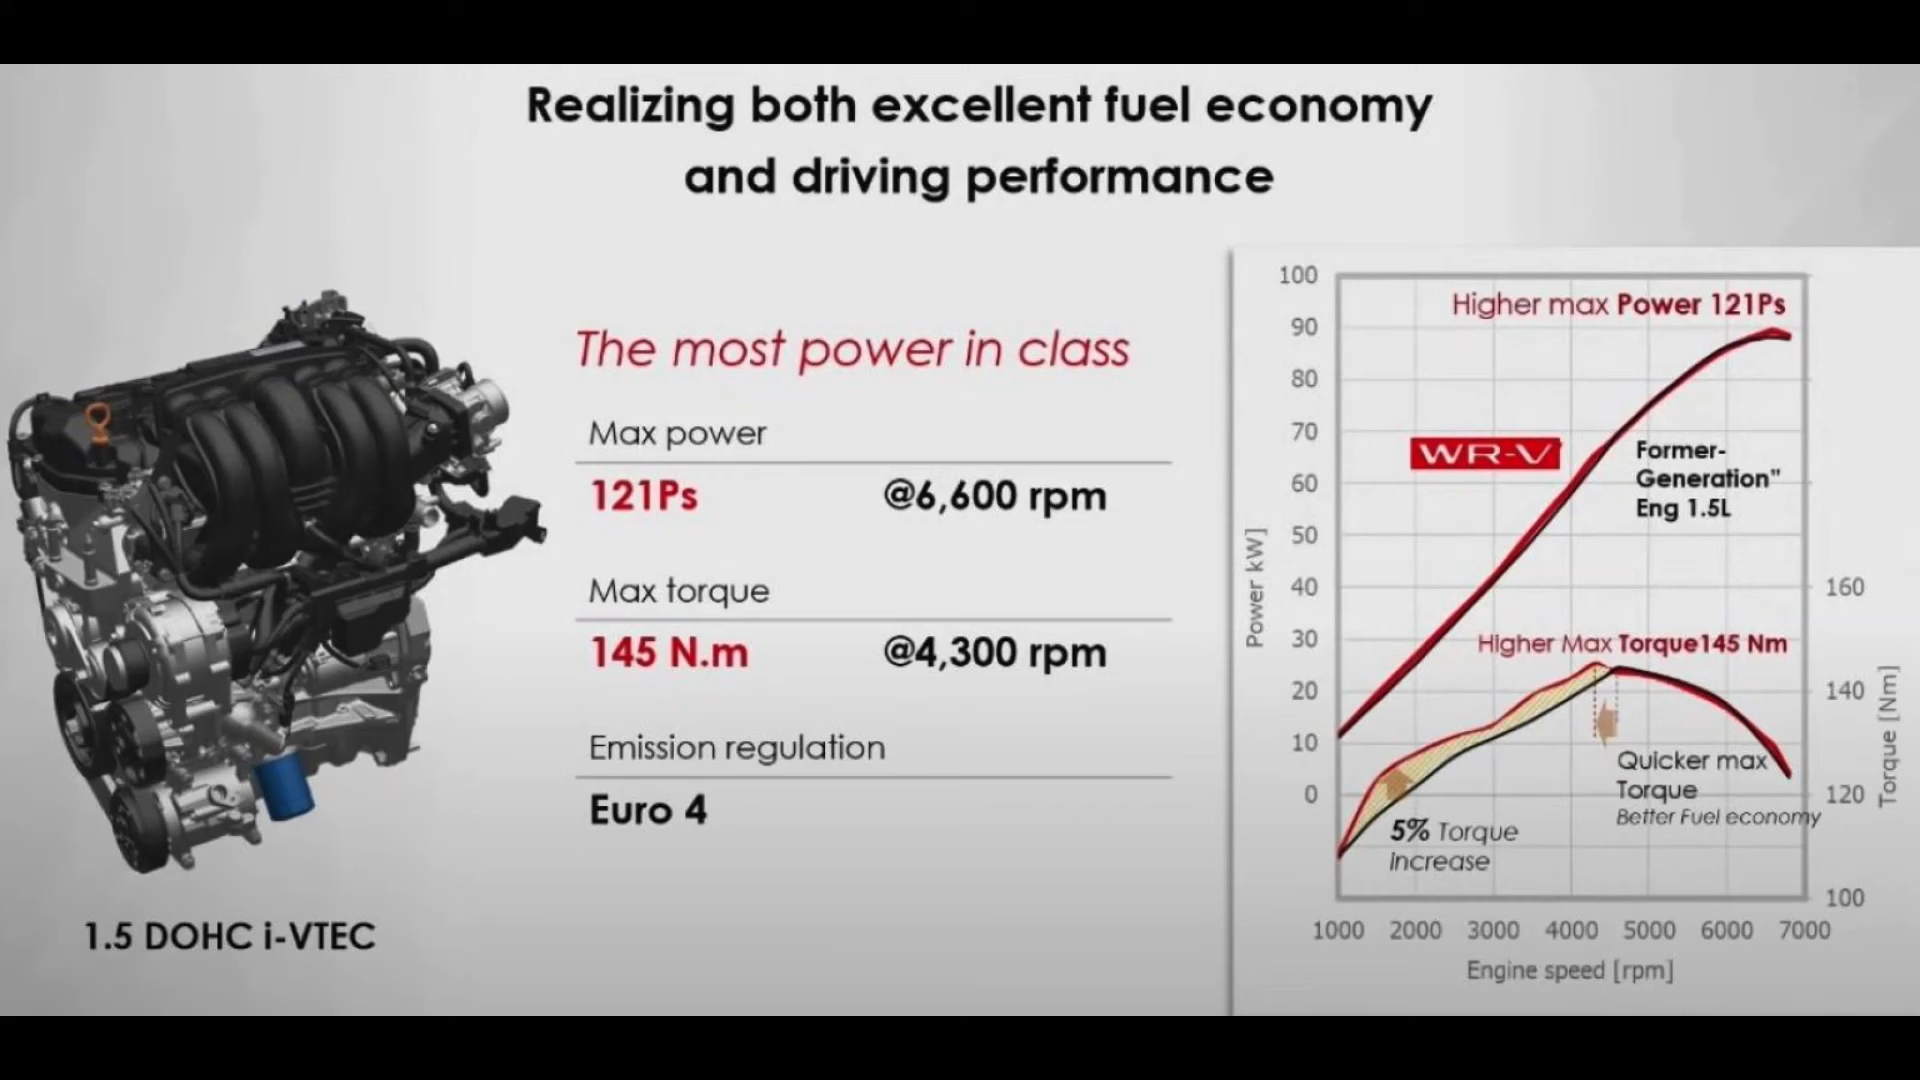 Realizing both excellent fuel economy
and driving performance
The most power in class
Max power
121Ps @6,600 rpm
Max torque
145 N.m @4,300 rpm
Emission regulation
Euro 4
1.5 DOHC i-VTEC
100
90
80
70
60
50
40
30
20
10
0
Power kW]
Higher max Power 121Ps
WR-V
Former-
Generation"
Eng 1.5L
Higher Max Torque145 Nm
Quicker max
Torque
Better Fuel economy
5% Torque
increase
160
140
120
100
Torque [Nm]
1000 2000 3000 4000 5000 6000 7000
Engine speed [rpm]